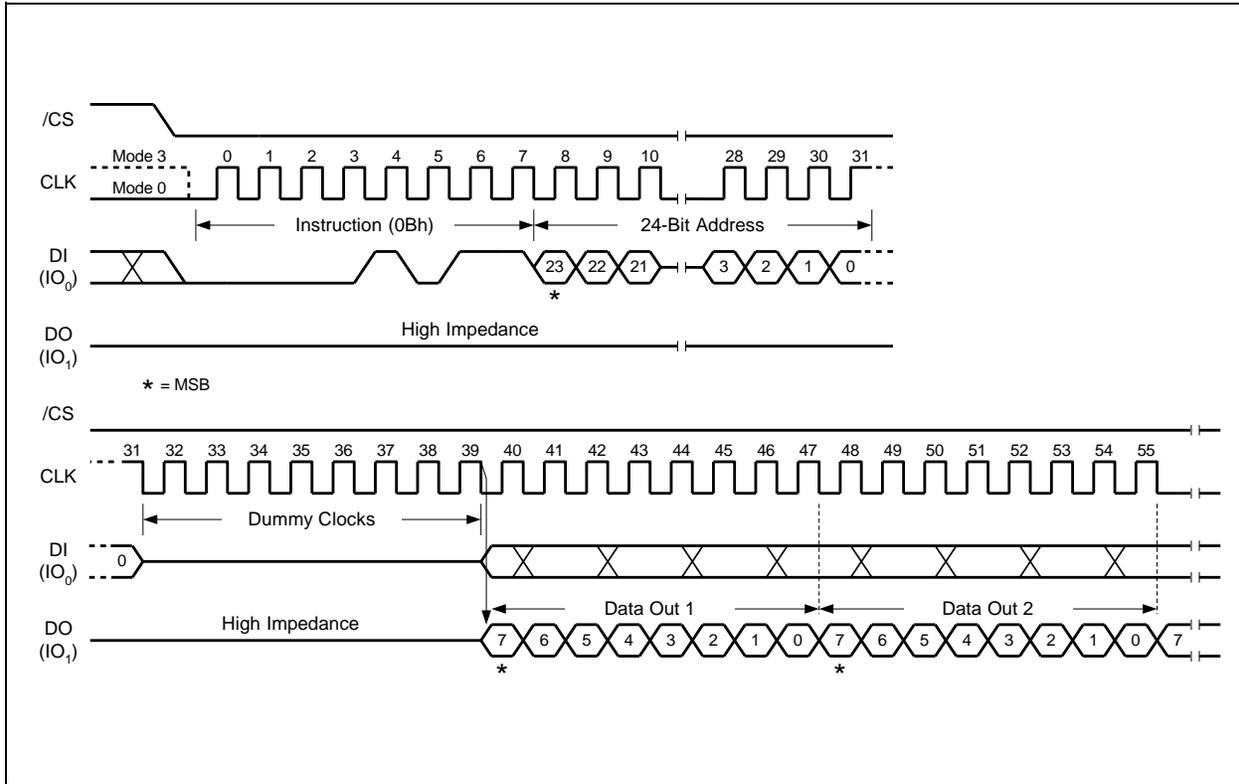 /CS
Mode 3 0 1 2 3 4 5 6 7 8 9 10 28 29 30 31
CLK
Mode 0
Instruction (0Bh) 24-Bit Address
DI
(IO0) 23 22 21 3 2 1 0
*
High Impedance
DO
(IO1)
* = MSB
/CS
31 32 33 34 35 36 37 38 39 40 41 42 43 44 45 46 47 48 49 50 51 52 53 54 55
CLK
Dummy Clocks
DI
(IO0) 0
Data Out 1 Data Out 2
High Impedance
DO
(IO1) 7 6 5 4 3 2 1 0 7 6 5 4 3 2 1 0 7
* *